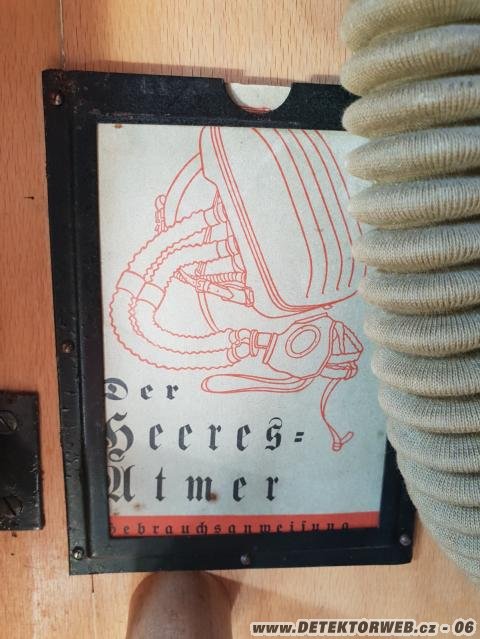 Der
Heeres=
Atmer
Gebrauchsanweisung
www.DETEKTORWEB.cz - 06